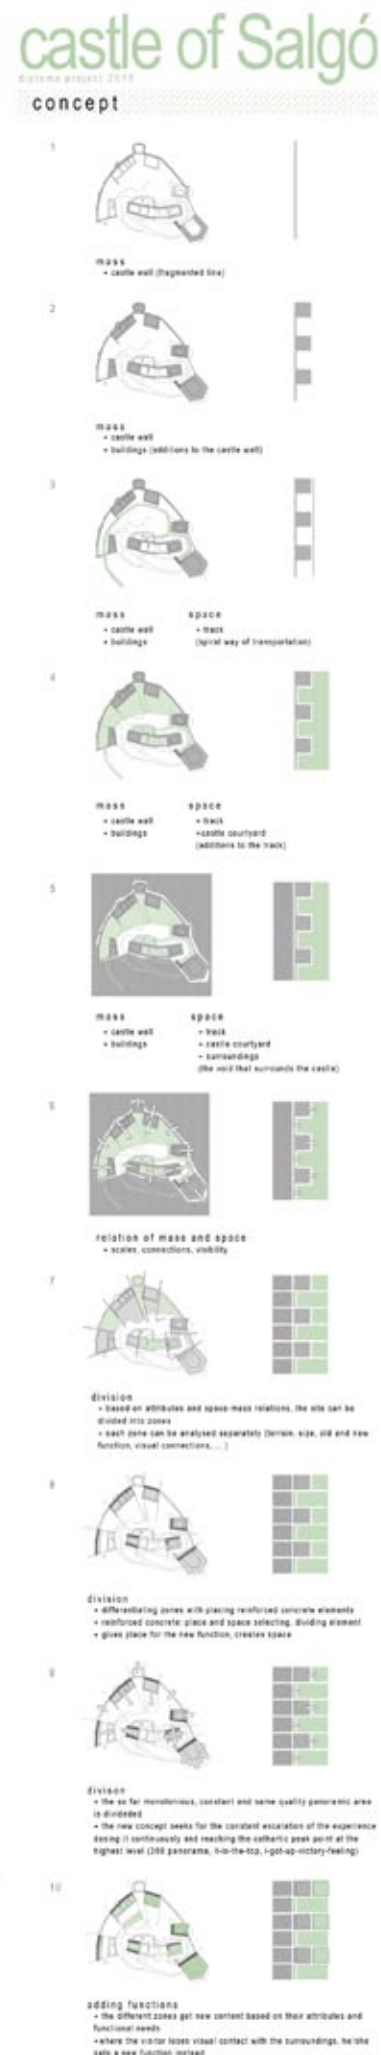 castle of Salgó
diploma project 2015
concept
1
mass
+ castle wall (fragmented line)
2
mass
+ castle wall
+ buildings (additions to the castle wall)
3
mass space
+ castle wall + track
+ buildings (spiral way of transportation)
4
mass space
+ castle wall + track
+ buildings +castle courtyard
(additions to the track)
5
mass space
+ castle wall + track
+ buildings + castle courtyard
+ surroundings
(the void that surrounds the castle)
6
relation of mass and space
+ scales, connections, visibility
7
division
+ based on attributes and space-mass relations, the site can be
divided into zones
+ each zone can be analysed separately (terrain, size, old and new
function, visual connections, ... )
8
division
+ differentiating zones with placing reinforced concrete elements
+ reinforced concrete: place and space selecting, dividing element
+ gives place for the new function, creates space
9
division
+ the so far monotonious, constant and same quality panoramic area
is divideded
+ the new concept seeks for the constant escalation of the experience
dosing it continuously and reaching the cathartic peak point at the
highest level (360 panorama, it-is-the-top, i-got-up-victory-feeling)
10
adding functions
+ the different zones get new content based on their attributes and
functional needs
+where the visitor loses visual contact with the surroundings, he/she
gets a new function instead